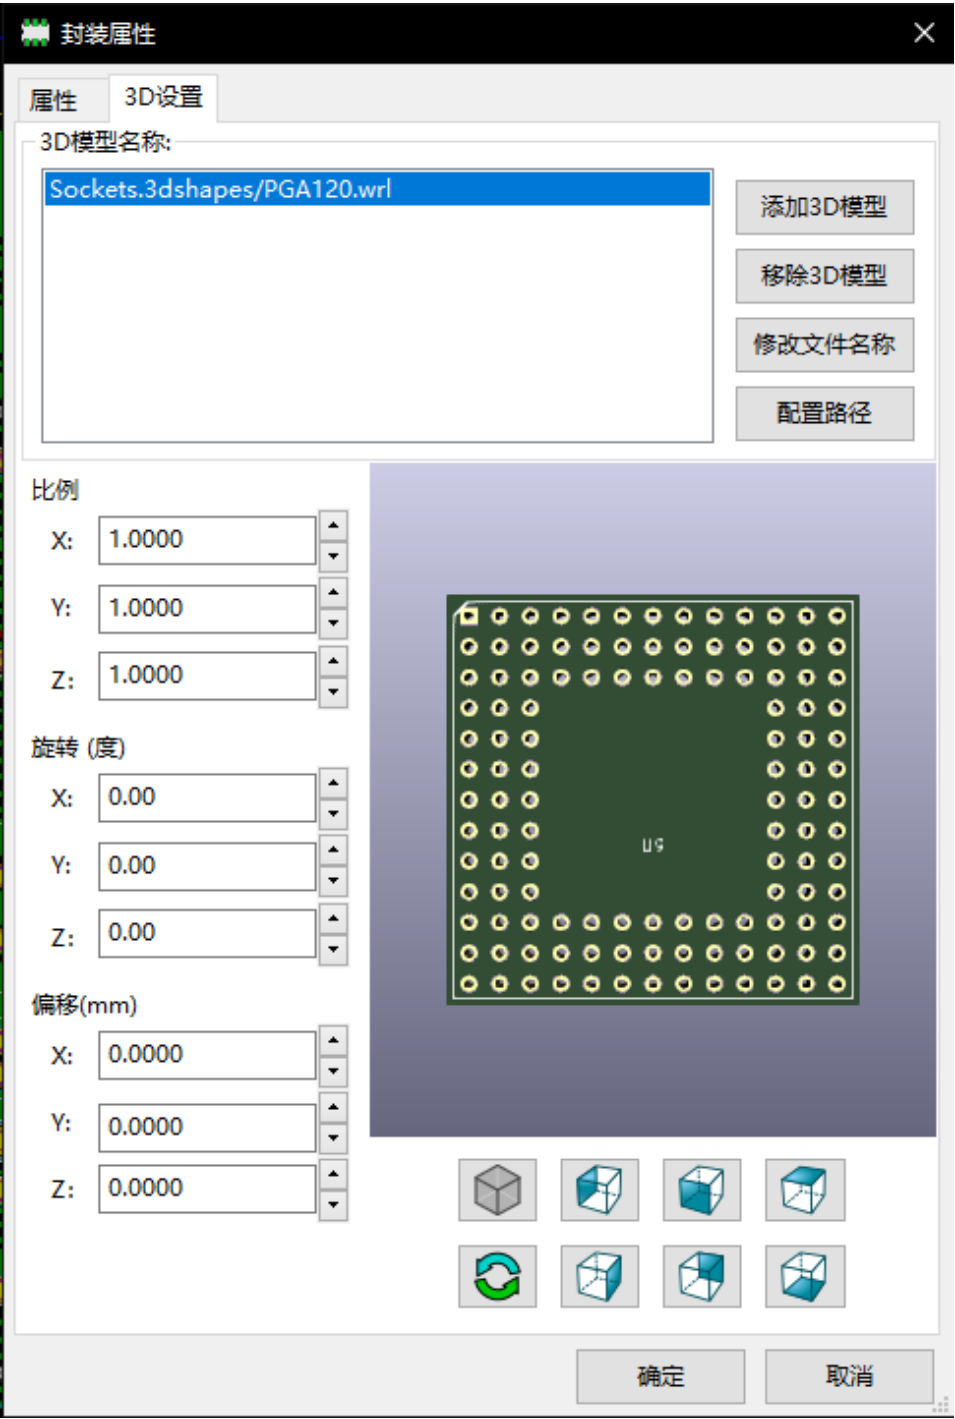 封装属性
属性
3D设置
3D模型名称:
Sockets.3dshapes/PGA120.wrl
添加3D模型
移除3D模型
修改文件名称
配置路径
比例
X: 1.0000
Y: 1.0000
Z: 1.0000
旋转 (度)
X: 0.00
Y: 0.00
Z: 0.00
偏移(mm)
X: 0.0000
Y: 0.0000
Z: 0.0000
确定
取消